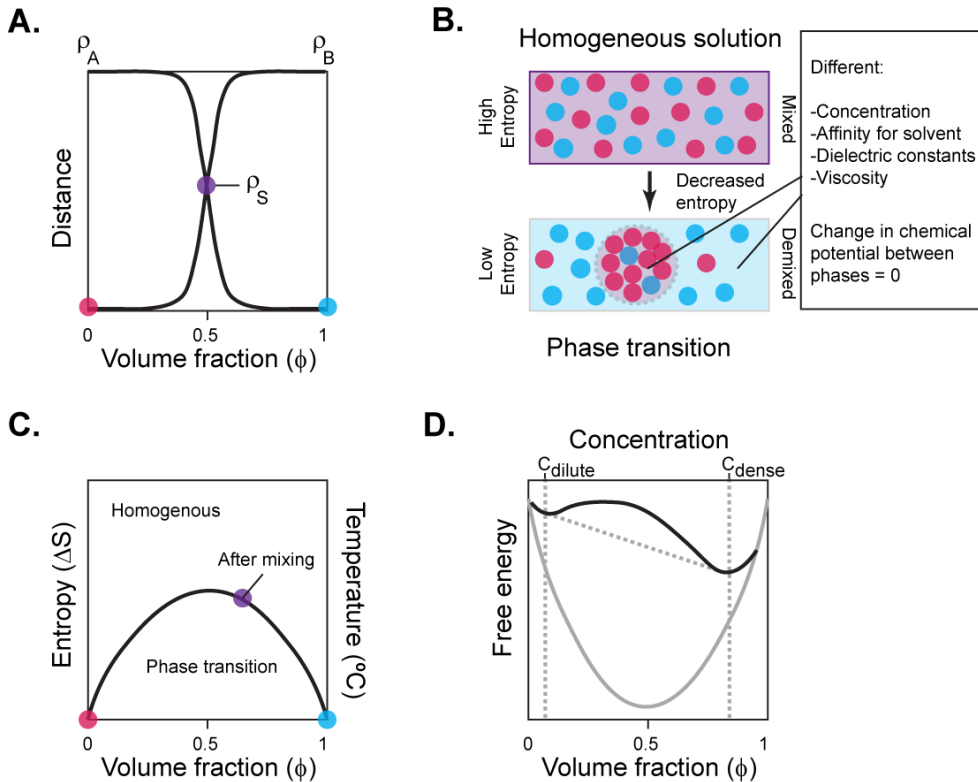 A.
ρA
ρB
ρS
Distance
0
0.5
1
Volume fraction (ϕ)
B.
Homogeneous solution
High
Entropy
Mixed
Decreased
entropy
Low
Entropy
Demixed
Phase transition
Different:
-Concentration
-Affinity for solvent
-Dielectric constants
-Viscosity
Change in chemical
potential between
phases = 0
C.
Homogenous
After mixing
Phase transition
Entropy (ΔS)
Temperature (ºC)
0
0.5
1
Volume fraction (ϕ)
D.
Concentration
Cdilute
Cdense
Free energy
0
0.5
1
Volume fraction (ϕ)